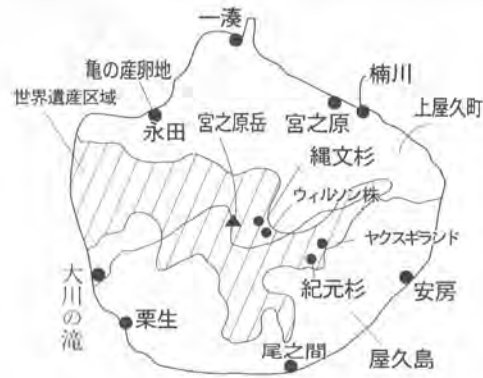 一湊
亀の産卵地
楠川
世界遺産区域
永田
宮之原岳
宮之原
上屋久町
縄文杉
ウィルソン株
ヤクスギランド
大川の滝
紀元杉
安房
栗生
尾之間
屋久島